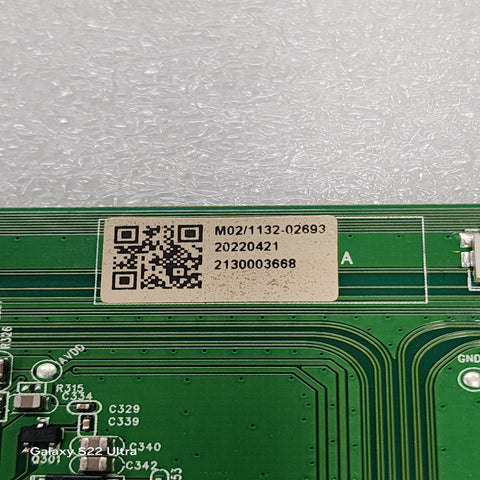 M02/1132-02693
20220421
2130003668
A
R326
AVDD
GND
R315
C334
C329
C339
C340
C342
Q301
Galaxy S22 Ultra